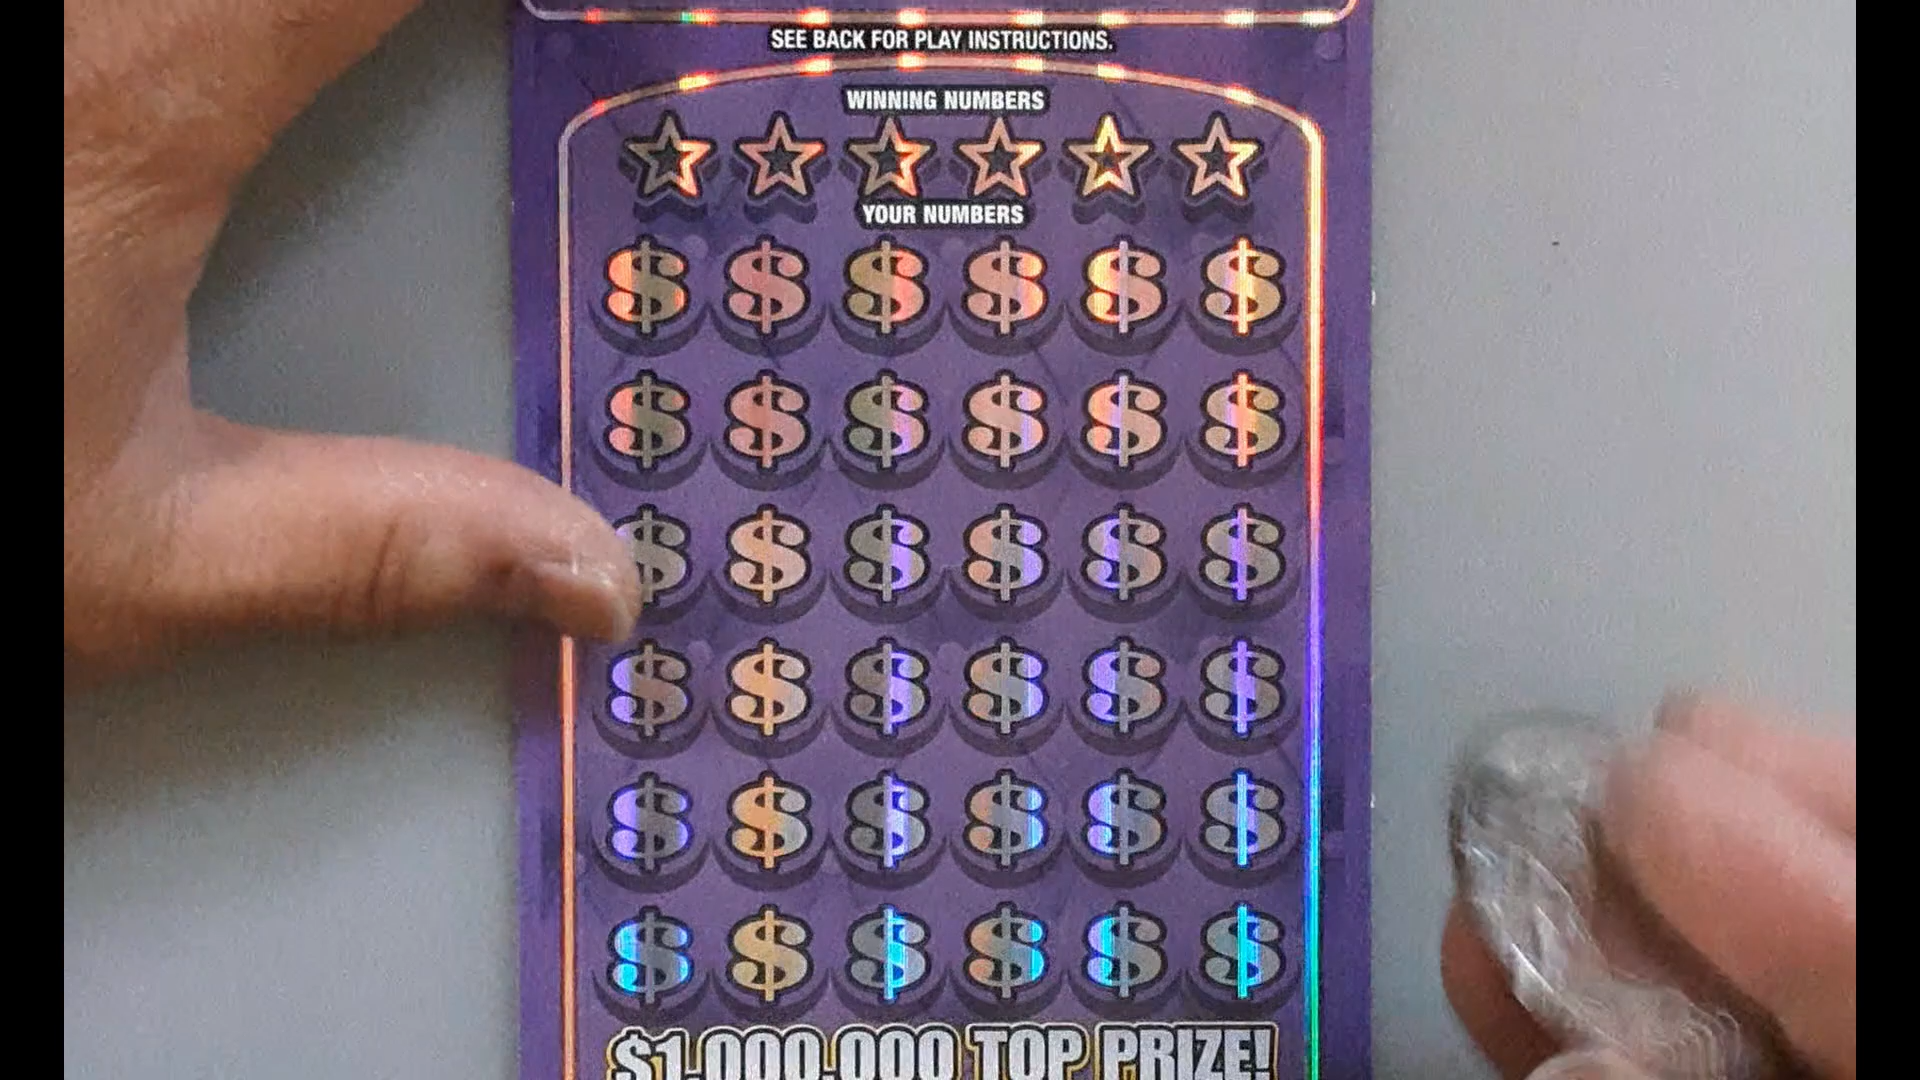 SEE BACK FOR PLAY INSTRUCTIONS.
WINNING NUMBERS
YOUR NUMBERS
$1,000,000 TOP PRIZE!